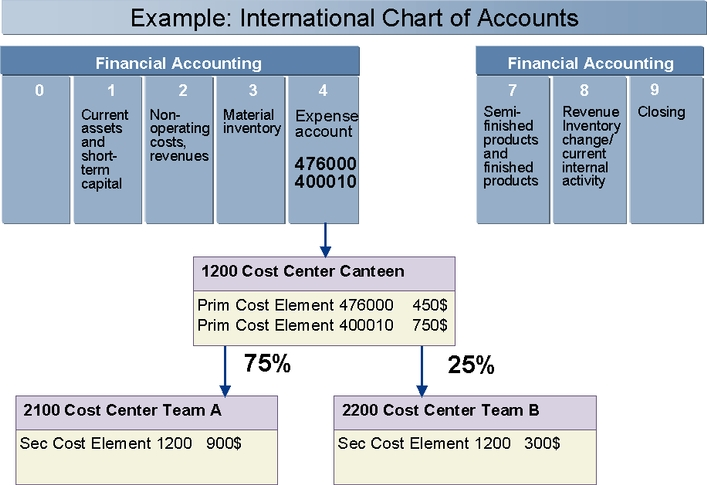 Example: International Chart of Accounts
Financial Accounting
0
1
Current
assets
and
short-
term
capital
2
Non-
operating
costs,
revenues
3
Material
inventory
4
Expense
account
476000
400010
Financial Accounting
7
Semi-
finished
products
and
finished
products
8
Revenue
Inventory
change/
current
internal
activity
9
Closing
1200 Cost Center Canteen
Prim Cost Element 476000 450$
Prim Cost Element 400010 750$
75%
25%
2100 Cost Center Team A
Sec Cost Element 1200 900$
2200 Cost Center Team B
Sec Cost Element 1200 300$